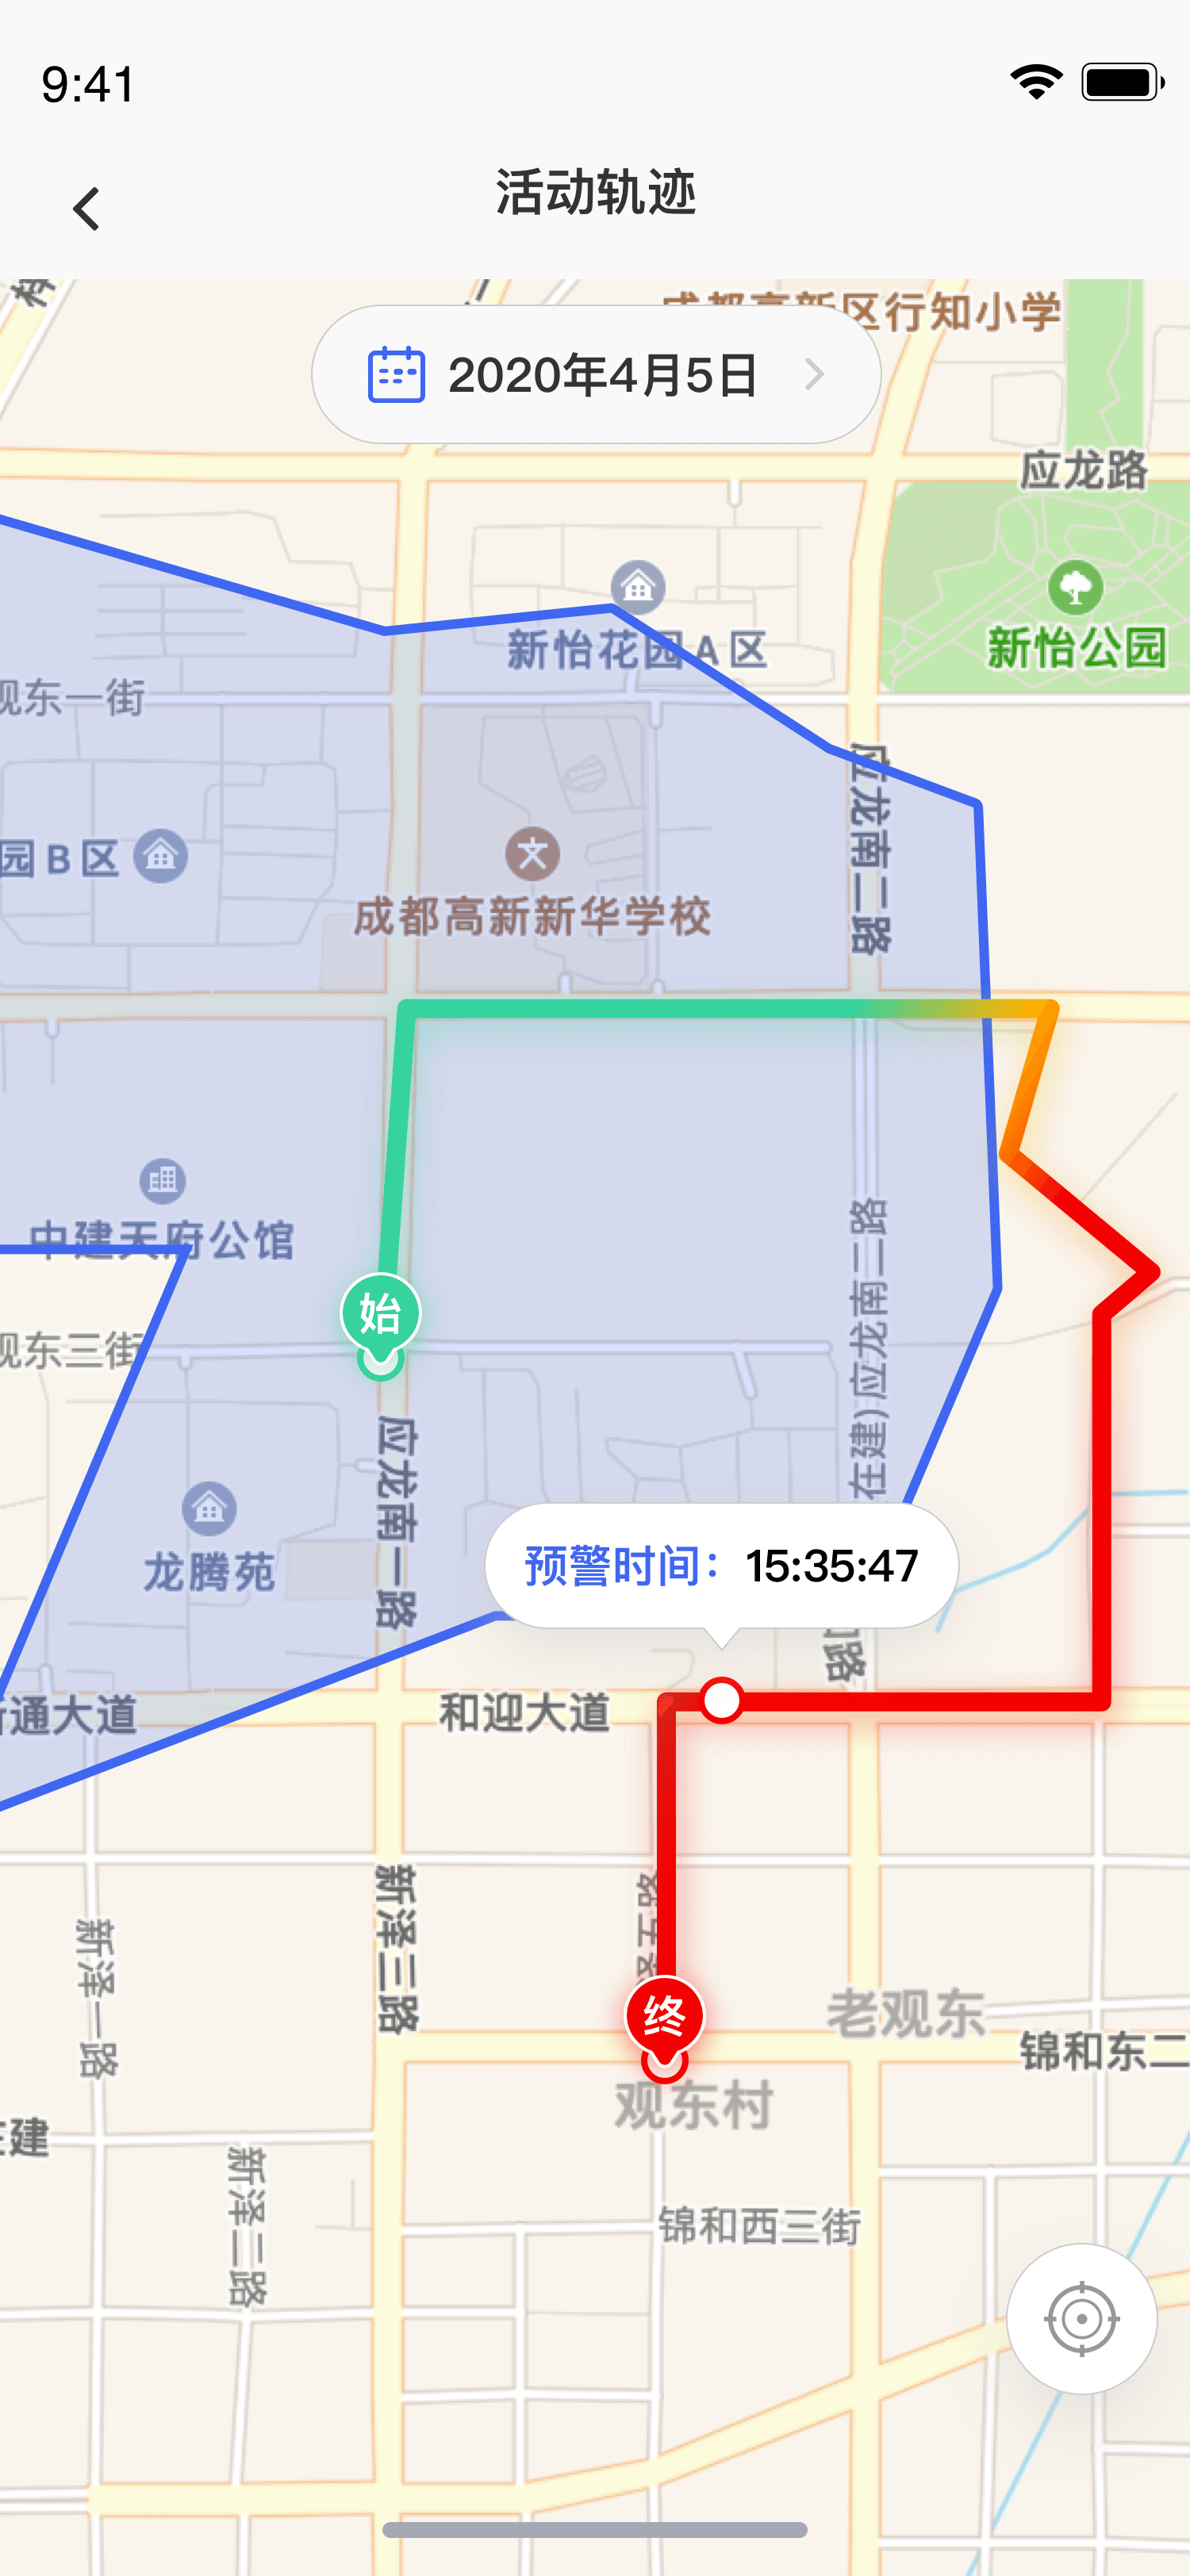 9:41
活动轨迹
成都高新区行知小学
2020年4月5日
应龙路
新怡公园
新怡花园A区
观东一街
应龙南二路
园B区
成都高新新华学校
中建天府公馆
在建)应龙南二路
始
观东三街
应龙南一路
龙腾苑
预警时间：15:35:47
路
通大道
和迎大道
新泽三路
新泽一路
终
老观东
锦和东二
观东村
建
新泽二路
锦和西三街